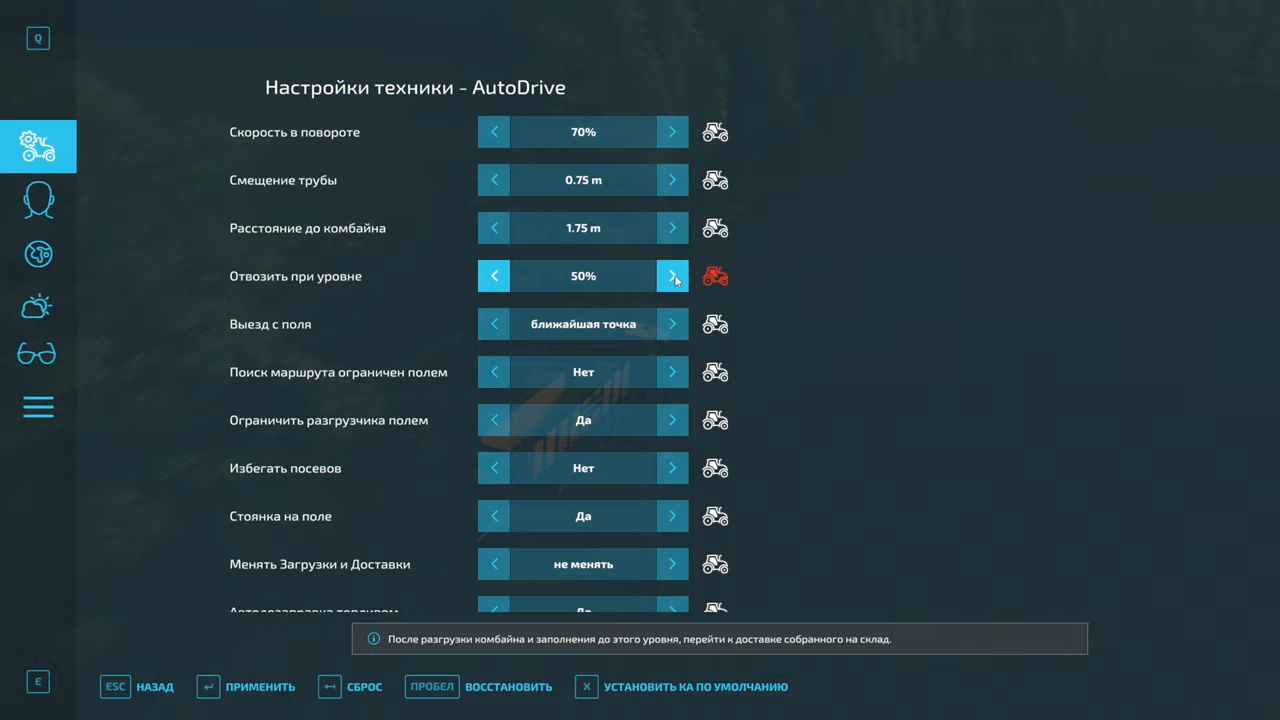 Q
Настройки техники - AutoDrive
Скорость в повороте 70%
Смещение трубы 0.75 m
Расстояние до комбайна 1.75 m
Отвозить при уровне 50%
Выезд с поля ближайшая точка
Поиск маршрута ограничен полем Нет
Ограничить разгрузчика полем Да
Избегать посевов Нет
Стоянка на поле Да
Менять Загрузки и Доставки не менять
Автодозаправка топливом Да
После разгрузки комбайна и заполнения до этого уровня, перейти к доставке собранного на склад.
E
ESC НАЗАД ПРИМЕНИТЬ СБРОС ПРОБЕЛ ВОССТАНОВИТЬ X УСТАНОВИТЬ КА ПО УМОЛЧАНИЮ